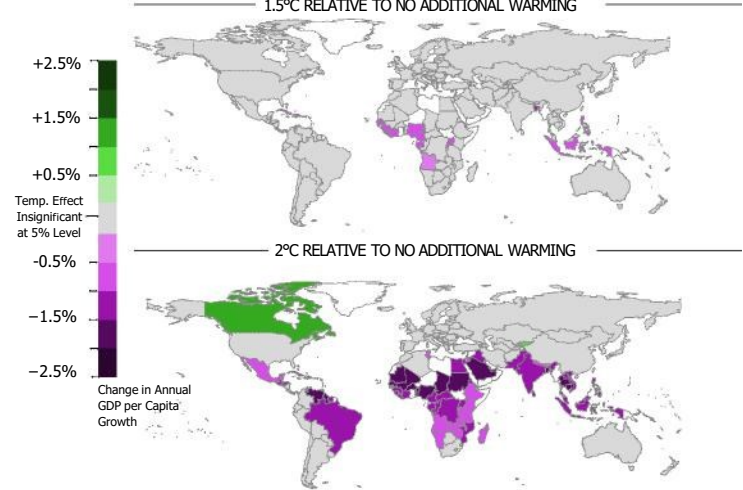 1.5°C RELATIVE TO NO ADDITIONAL WARMING
+2.5%
+1.5%
+0.5%
Temp. Effect
Insignificant
at 5% Level
-0.5%
−1.5%
−2.5%
Change in Annual
GDP per Capita
Growth
2°C RELATIVE TO NO ADDITIONAL WARMING